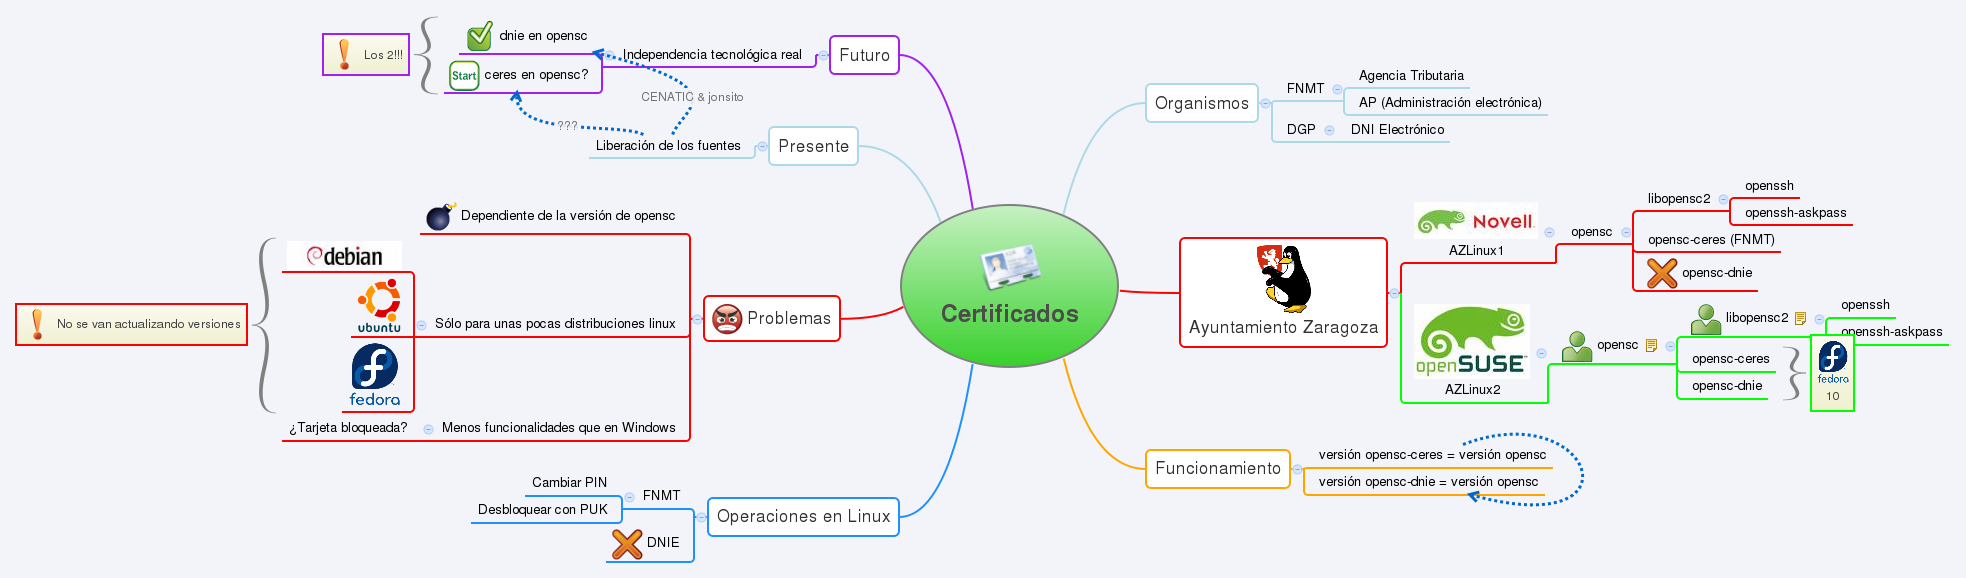 Certificados
Futuro
Independencia tecnológica real
dnie en opensc
Start
ceres en opensc?
Los 2!!!
CENATIC & jonsito
???
Presente
Liberación de los fuentes
Problemas
Dependiente de la versión de opensc
Sólo para unas pocas distribuciones linux
debian
ubuntu
fedora
No se van actualizando versiones
Menos funcionalidades que en Windows
¿Tarjeta bloqueada?
Operaciones en Linux
FNMT
Cambiar PIN
Desbloquear con PUK
DNIE
Organismos
FNMT
Agencia Tributaria
AP (Administración electrónica)
DGP
DNI Electrónico
Ayuntamiento Zaragoza
Novell
AZLinux1
opensc
libopensc2
openssh
openssh-askpass
opensc-ceres (FNMT)
opensc-dnie
openSUSE
AZLinux2
opensc
libopensc2
openssh
openssh-askpass
opensc-ceres
opensc-dnie
fedora
10
Funcionamiento
versión opensc-ceres = versión opensc
versión opensc-dnie = versión opensc